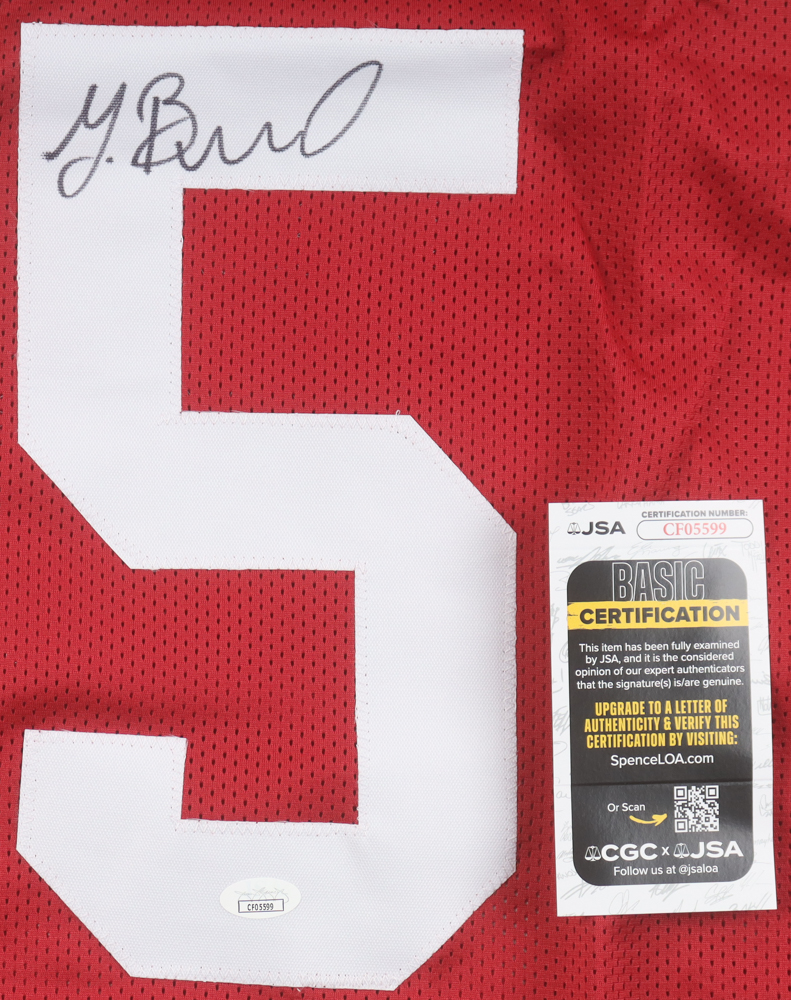 5
JSA
CERTIFICATION NUMBER:
CF05599
BASIC
CERTIFICATION
This item has been fully examined
by JSA, and it is the considered
opinion of our expert authenticators
that the signature(s) is/are genuine.
UPGRADE TO A LETTER OF
AUTHENTICITY & VERIFY THIS
CERTIFICATION BY VISITING:
SpenceLOA.com
Or Scan
CGC x JSA
Follow us at @jsaloa
CF05599